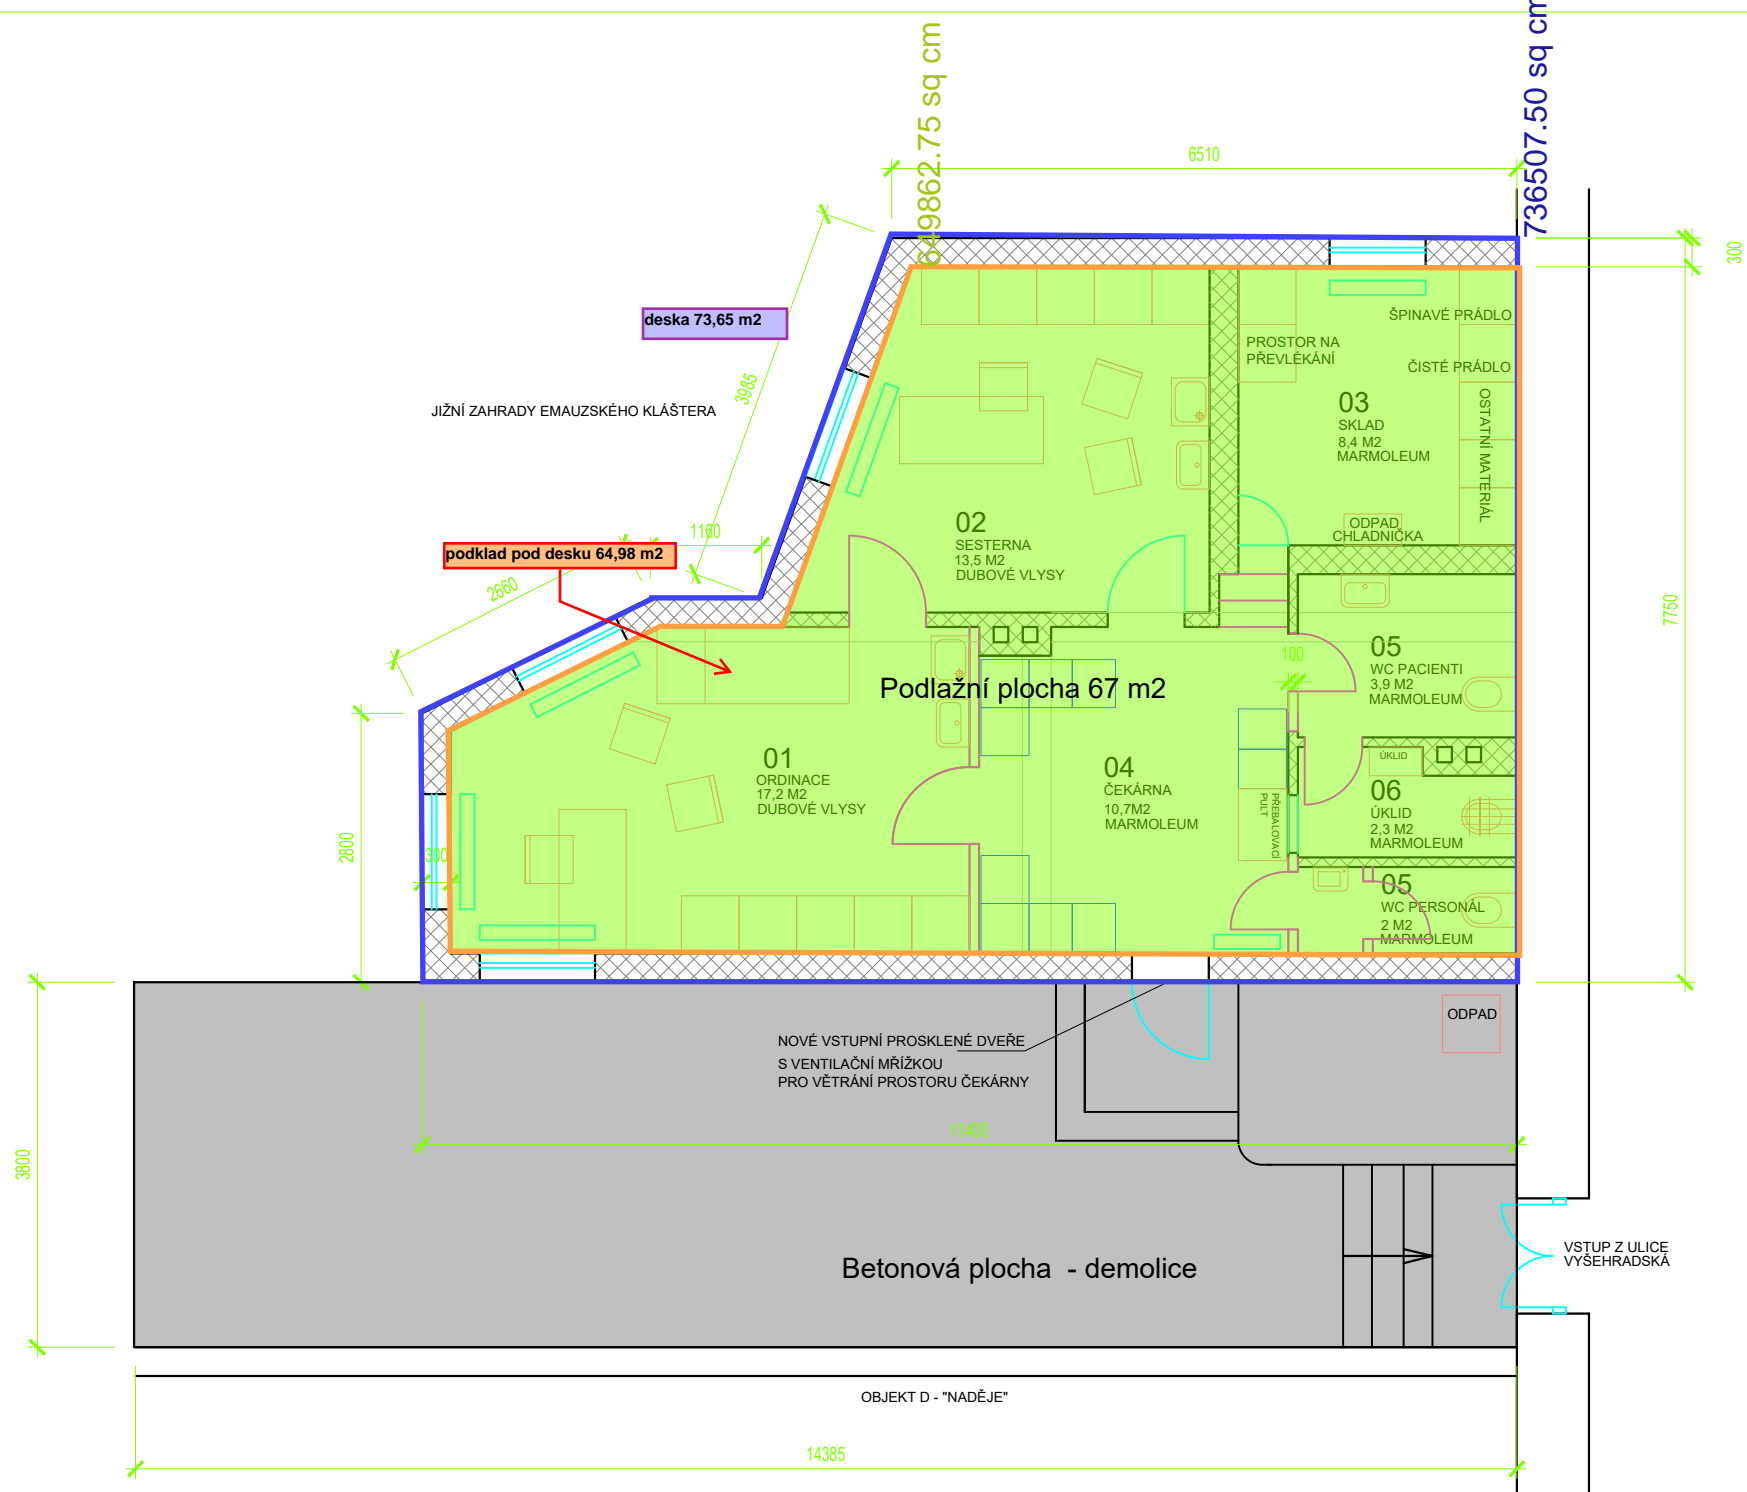 649862.75 sq cm
736507.50 sq cm
6510
300
deska 73,65 m2
3985
JIŽNÍ ZAHRADY EMAUZSKÉHO KLÁŠTERA
PROSTOR NA
PŘEVLÉKÁNÍ
ŠPINAVÉ PRÁDLO
ČISTÉ PRÁDLO
OSTATNÍ MATERIÁL
03
SKLAD
8,4 M2
MARMOLEUM
ODPAD
CHLADNIČKA
02
SESTERNA
13,5 M2
DUBOVÉ VLYSY
1160
podklad pod desku 64,98 m2
2660
7750
100
05
WC PACIENTI
3,9 M2
MARMOLEUM
Podlažní plocha 67 m2
01
ORDINACE
17,2 M2
DUBOVÉ VLYSY
04
ČEKÁRNA
10,7M2
MARMOLEUM
PŘEBALOVACÍ
PULT
ÚKLID
06
ÚKLID
2,3 M2
MARMOLEUM
05
WC PERSONÁL
2 M2
MARMOLEUM
2800
300
ODPAD
NOVÉ VSTUPNÍ PROSKLENÉ DVEŘE
S VENTILAČNÍ MŘÍŽKOU
PRO VĚTRÁNÍ PROSTORU ČEKÁRNY
11400
3800
Betonová plocha - demolice
VSTUP Z ULICE
VYŠEHRADSKÁ
OBJEKT D - "NADĚJE"
14385